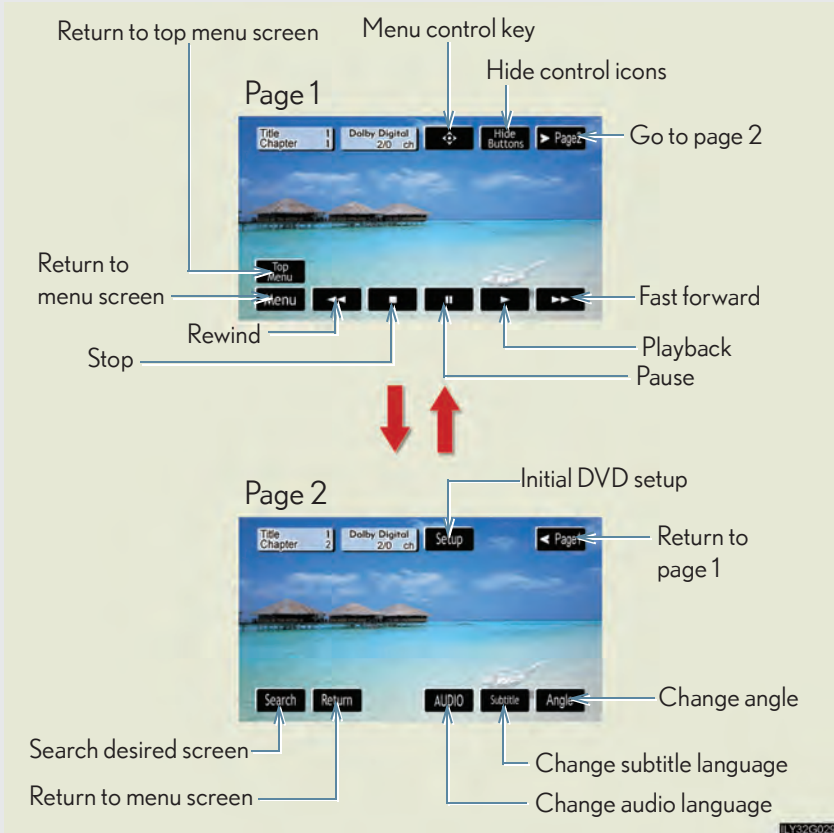 Return to top menu screen
Menu control key
Hide control icons
Page 1
Title 1
Chapter 1
Dolby Digital
2/0 ch
Hide
Buttons
Page2
Go to page 2
Return to
menu screen
Top
Menu
Menu
Fast forward
Rewind
Playback
Stop
Pause
Initial DVD setup
Page 2
Title 1
Chapter 2
Dolby Digital
2/0 ch
Setup
Page1
Return to
page 1
Search
Return
AUDIO
Subtitle
Angle
Change angle
Search desired screen
Change subtitle language
Return to menu screen
Change audio language